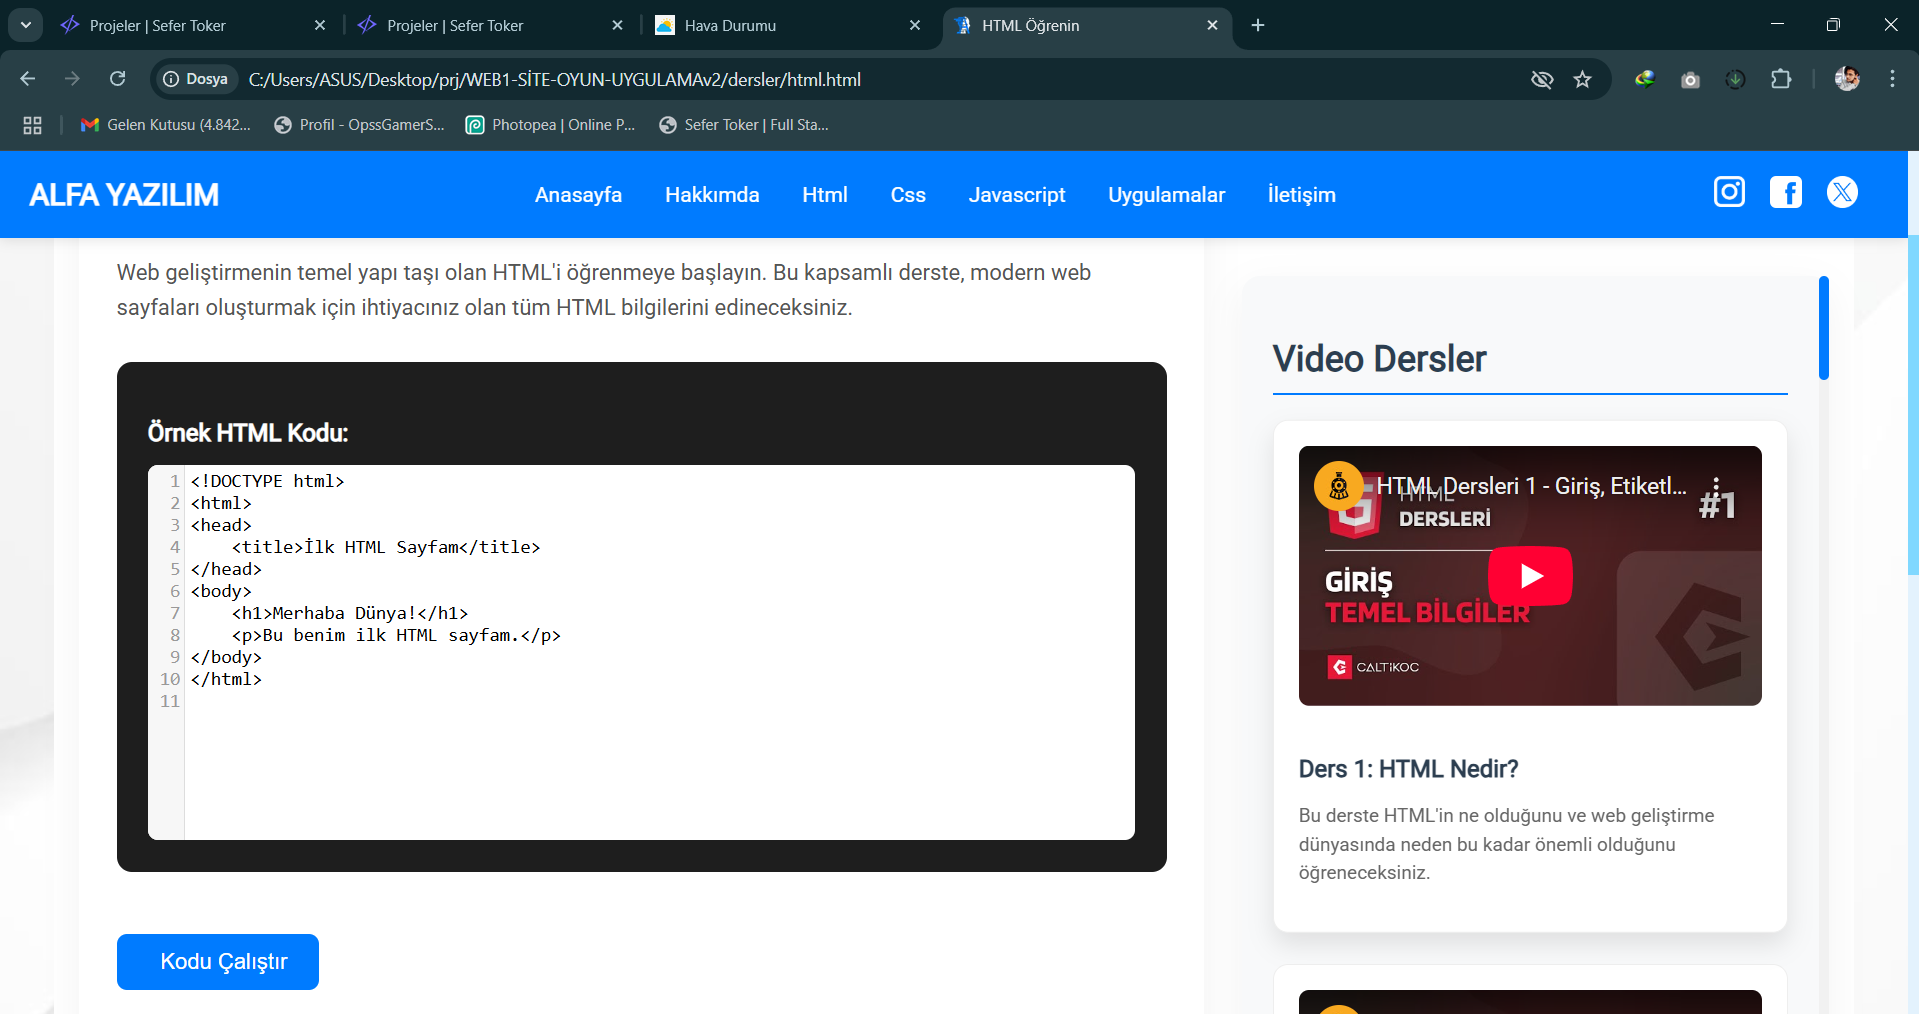 Projeler | Sefer Toker
Projeler | Sefer Toker
Hava Durumu
HTML Öğrenin
Dosya
C:/Users/ASUS/Desktop/prj/WEB1-SİTE-OYUN-UYGULAMAv2/dersler/html.html
Gelen Kutusu (4.842...
Profil - OpssGamerS...
Photopea | Online P...
Sefer Toker | Full Sta...
ALFA YAZILIM
Anasayfa
Hakkımda
Html
Css
Javascript
Uygulamalar
İletişim
Web geliştirmenin temel yapı taşı olan HTML'i öğrenmeye başlayın. Bu kapsamlı derste, modern web
sayfaları oluşturmak için ihtiyacınız olan tüm HTML bilgilerini edineceksiniz.
Örnek HTML Kodu:
1 <!DOCTYPE html>
2 <html>
3 <head>
4     <title>İlk HTML Sayfam</title>
5 </head>
6 <body>
7     <h1>Merhaba Dünya!</h1>
8     <p>Bu benim ilk HTML sayfam.</p>
9 </body>
10 </html>
11
Kodu Çalıştır
Video Dersler
HTML Dersleri 1 - Giriş, Etiketl...
HTML
DERSLERİ
#1
GİRİŞ
TEMEL BİLGİLER
CALTIKOC
Ders 1: HTML Nedir?
Bu derste HTML'in ne olduğunu ve web geliştirme
dünyasında neden bu kadar önemli olduğunu
öğreneceksiniz.